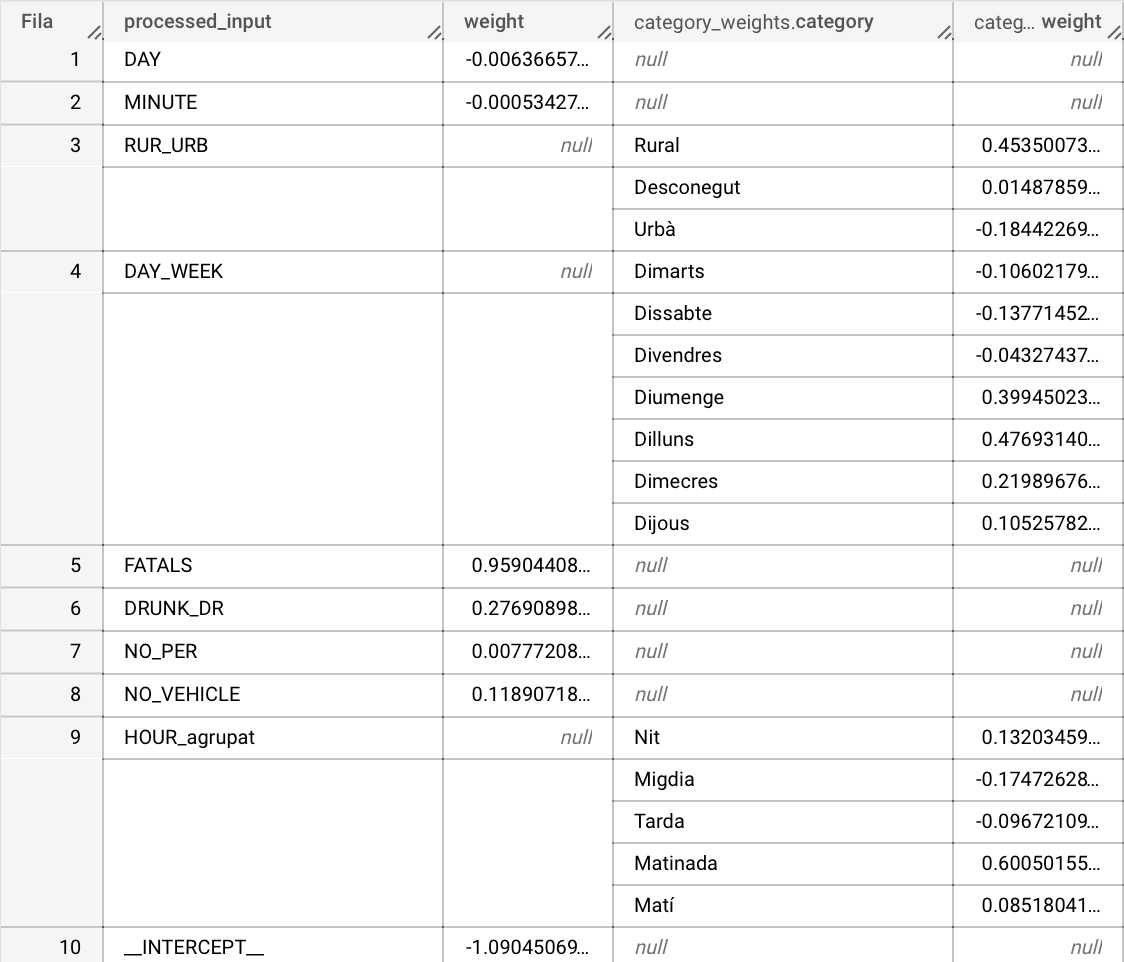 Fila processed_input weight category_weights.category categ... weight
1 DAY -0.00636657... null null
2 MINUTE -0.00053427... null null
3 RUR_URB null Rural 0.45350073...
Desconegut 0.01487859...
Urbà -0.18442269...
4 DAY_WEEK null Dimarts -0.10602179...
Dissabte -0.13771452...
Divendres -0.04327437...
Diumenge 0.39945023...
Dilluns 0.47693140...
Dimecres 0.21989676...
Dijous 0.10525782...
5 FATALS 0.95904408... null null
6 DRUNK_DR 0.27690898... null null
7 NO_PER 0.00777208... null null
8 NO_VEHICLE 0.11890718... null null
9 HOUR_agrupat null Nit 0.13203459...
Migdia -0.17472628...
Tarda -0.09672109...
Matinada 0.60050155...
Matí 0.08518041...
10 __INTERCEPT__ -1.09045069... null null